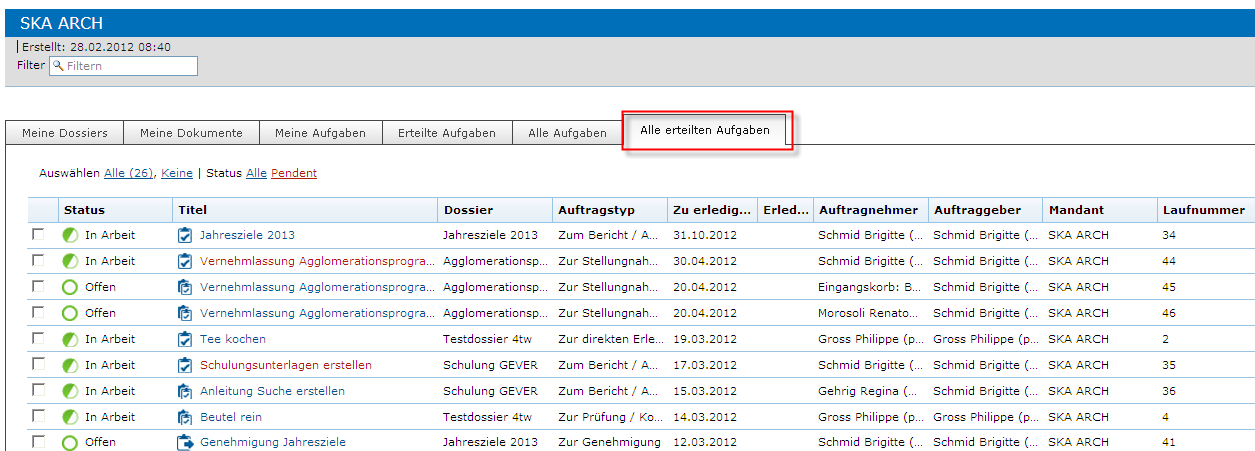 SKA ARCH
Erstellt: 28.02.2012 08:40
Filter Filtern
Meine Dossiers Meine Dokumente Meine Aufgaben Erteilte Aufgaben Alle Aufgaben Alle erteilten Aufgaben
Auswählen Alle (26), Keine | Status Alle Pendent
Status Titel Dossier Auftragstyp Zu erledig... Erled... Auftragnehmer Auftraggeber Mandant Laufnummer
In Arbeit Jahresziele 2013 Jahresziele 2013 Zum Bericht / A... 31.10.2012 Schmid Brigitte (... Schmid Brigitte (... SKA ARCH 34
In Arbeit Vernehmlassung Agglomerationsprogra... Agglomerationsp... Zur Stellungnah... 30.04.2012 Schmid Brigitte (... Schmid Brigitte (... SKA ARCH 44
Offen Vernehmlassung Agglomerationsprogra... Agglomerationsp... Zur Stellungnah... 20.04.2012 Eingangskorb: B... Schmid Brigitte (... SKA ARCH 45
Offen Vernehmlassung Agglomerationsprogra... Agglomerationsp... Zur Stellungnah... 20.04.2012 Morosoli Renato... Schmid Brigitte (... SKA ARCH 46
In Arbeit Tee kochen Testdossier 4tw Zur direkten Erle... 19.03.2012 Gross Philippe (p... Gross Philippe (p... SKA ARCH 2
In Arbeit Schulungsunterlagen erstellen Schulung GEVER Zum Bericht / A... 17.03.2012 Schmid Brigitte (... Schmid Brigitte (... SKA ARCH 35
In Arbeit Anleitung Suche erstellen Schulung GEVER Zum Bericht / A... 15.03.2012 Gehrig Regina (... Schmid Brigitte (... SKA ARCH 36
In Arbeit Beutel rein Testdossier 4tw Zur Prüfung / Ko... 14.03.2012 Gross Philippe (p... Gross Philippe (p... SKA ARCH 4
Offen Genehmigung Jahresziele Jahresziele 2013 Zur Genehmigung 12.03.2012 Schmid Brigitte (... Schmid Brigitte (... SKA ARCH 41